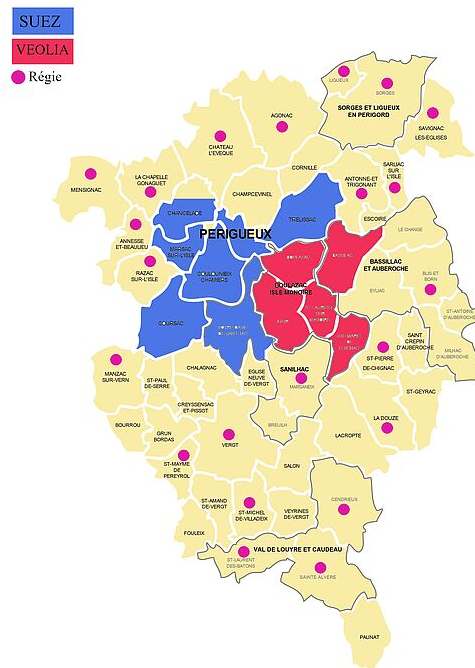 SUEZ
VEOLIA
Régie
LIGUEUX
SORGES
SORGES ET LIGUEUX
EN PERIGORD
AGONAC
SAVIGNAC
LES-EGLISES
CHATEAU
L'EVEQUE
CORNILLE
SARLIAC
SUR
L'ISLE
MENSIGNAC
LA CHAPELLE
GONAGUET
ANTONNE-ET
TRIGONANT
CHAMPCEVINEL
CHANCELADE
TRELISSAC
ESCOIRE
LE CHANGE
PERIGUEUX
ANNESSE
ET-BEAULIEU
MARSAC
SUR-L'ISLE
BASSILLAC
BASSILLAC
ET AUBEROCHE
RAZAC
SUR-L'ISLE
COULOUNIEIX
CHAMIERS
BOULAZAC
ISLE MANOIRE
BLIS-ET
BORN
EYLIAC
ST-ANTOINE
D'AUBEROCHE
COURSAC
ATUR
SAINT
CREPIN
D'AUBEROCHE
MILHAC
D'AUBEROCHE
ST-PIERRE
DE-CHIGNAC
MANZAC
SUR-VERN
CHALAGNAC
EGLISE
NEUVE
DE-VERGT
SANILHAC
MARSANEIX
ST-PAUL
DE-SERRE
ST-GEYRAC
CREYSSENSAC
ET-PISSOT
BOURROU
BREUILH
LA DOUZE
GRUN
BORDAS
VERGT
LACROPTE
ST-MAYME
DE
PEREYROL
SALON
ST-AMAND
DE-VERGT
ST-MICHEL
DE-VILLADEIX
VEYRINES
DE-VERGT
CENDRIEUX
FOULEIX
VAL DE LOUYRE ET CAUDEAU
ST-LAURENT
DES-BATONS
SAINTE ALVERE
PAUNAT